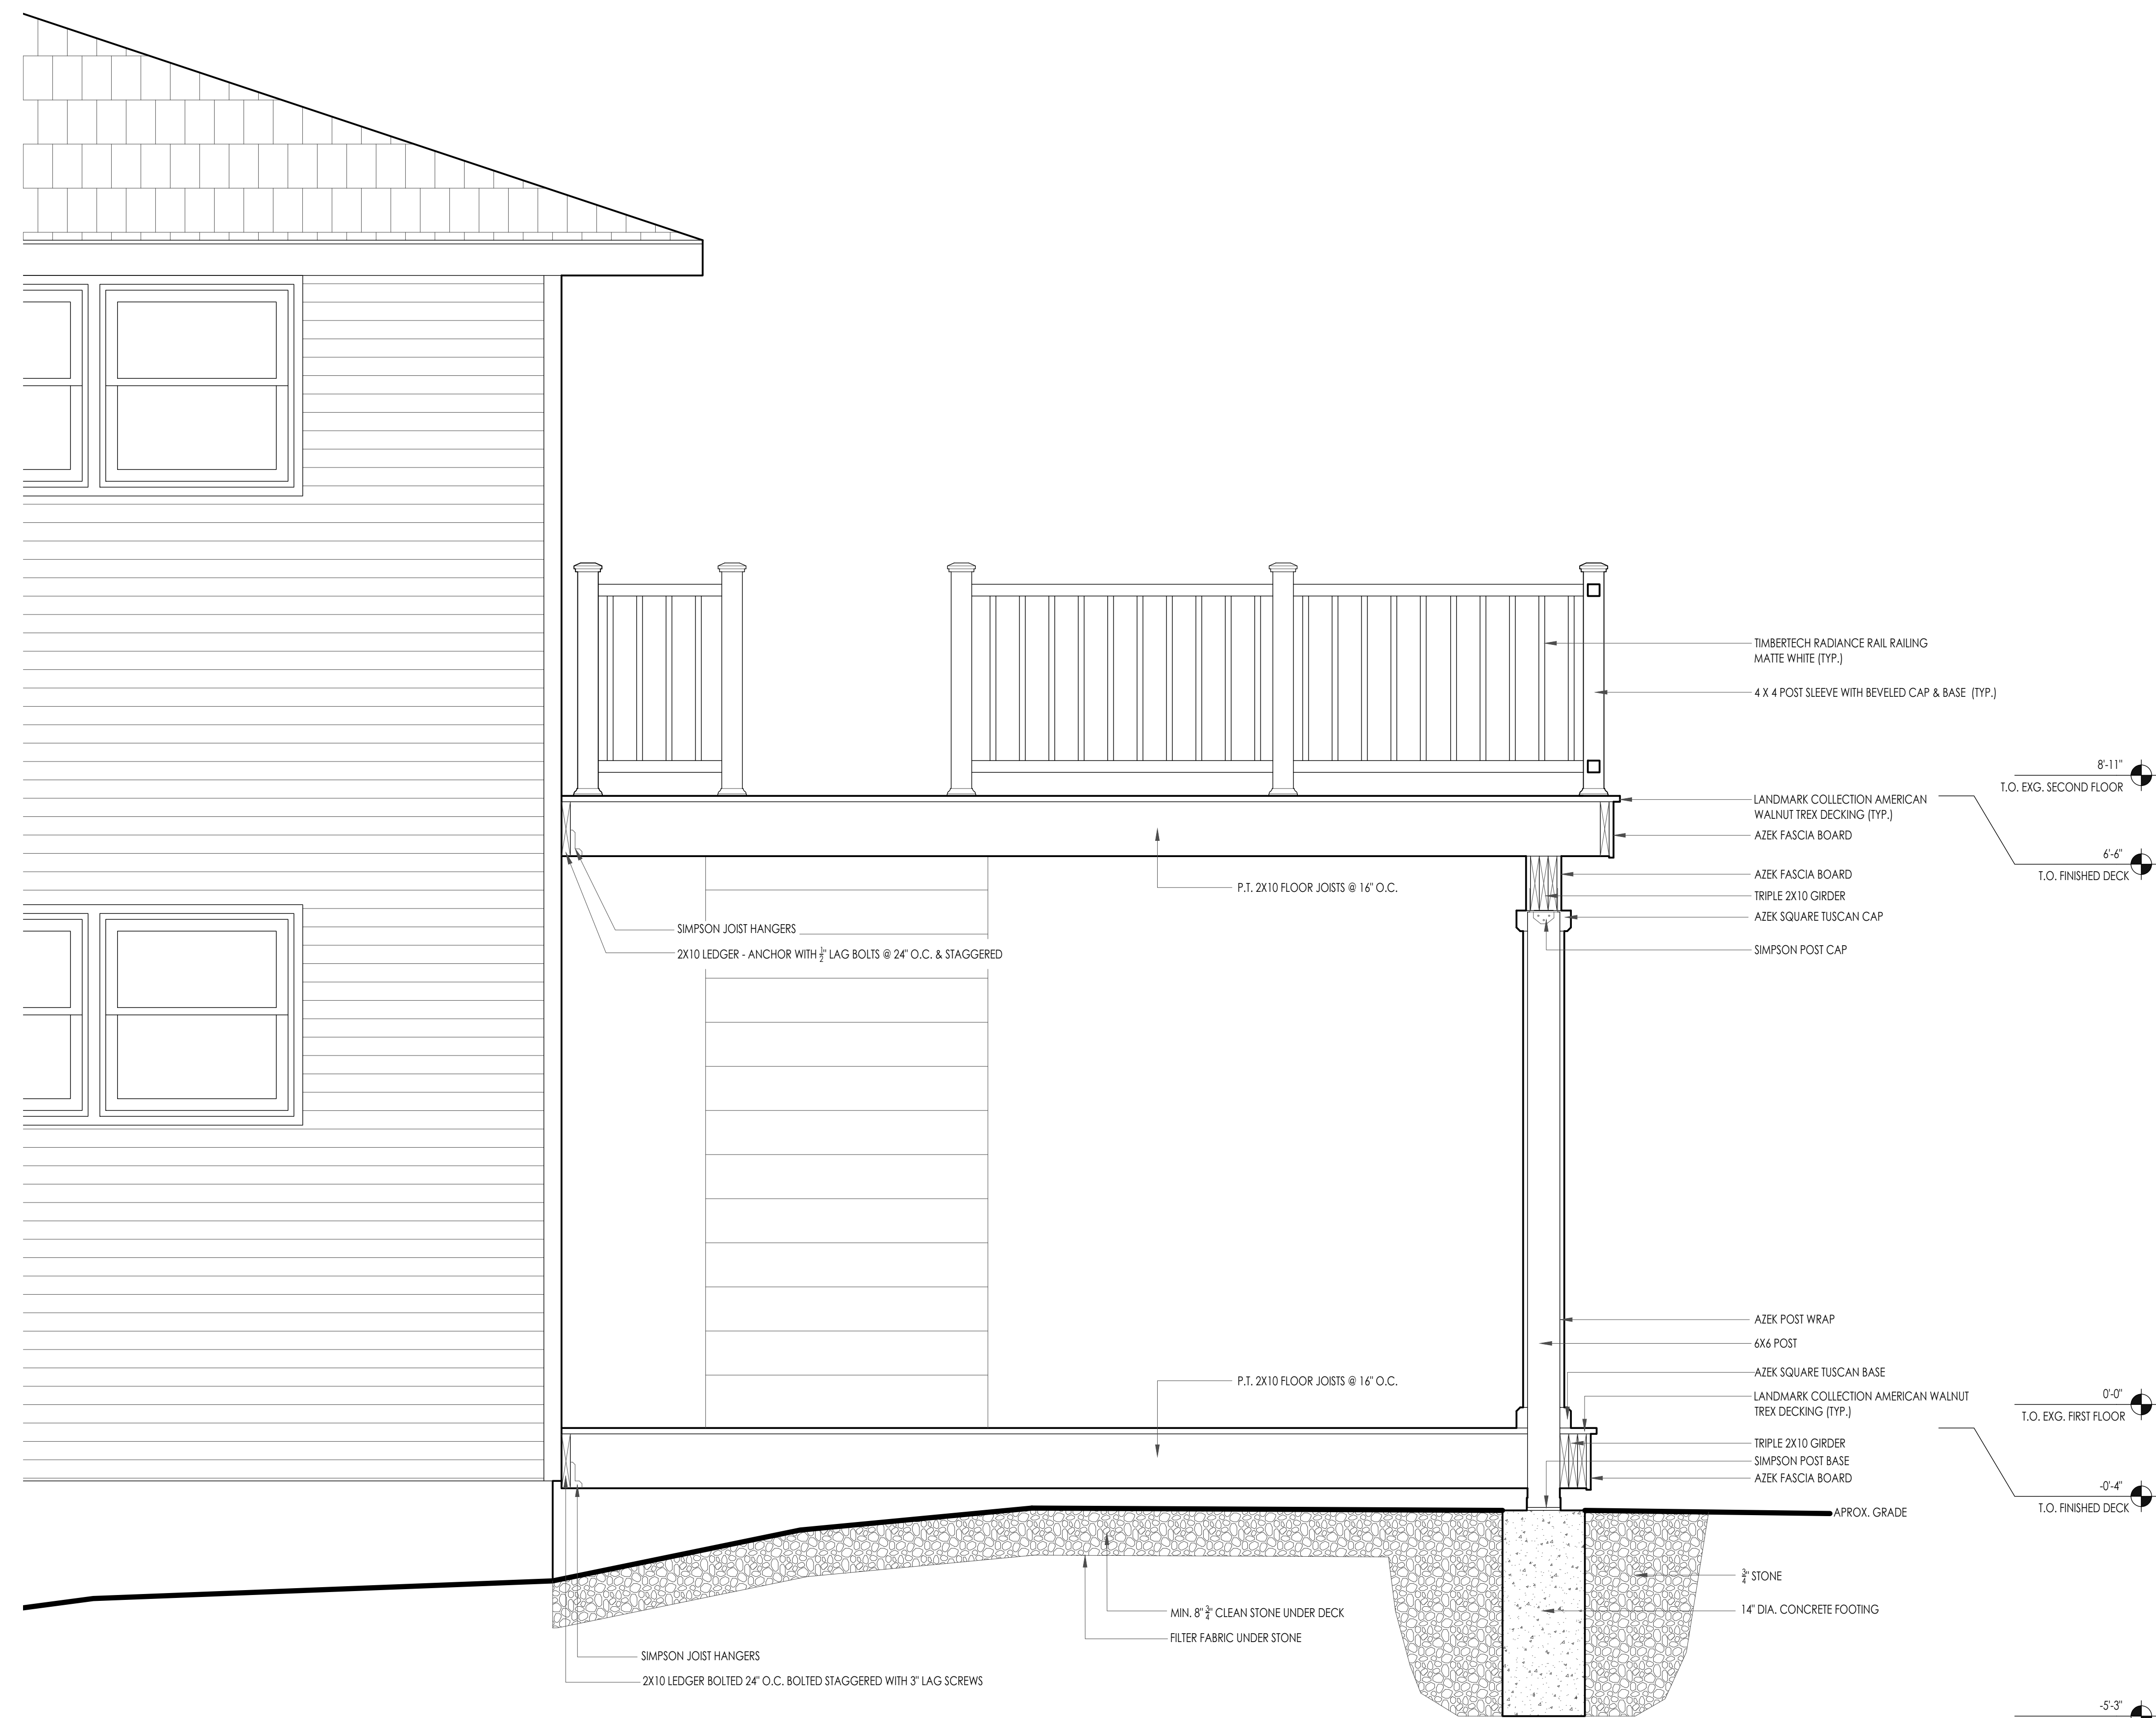 TIMBERTECH RADIANCE RAIL RAILING
MATTE WHITE (TYP.)
4 X 4 POST SLEEVE WITH BEVELED CAP & BASE (TYP.)
8'-11"
T.O. EXG. SECOND FLOOR
LANDMARK COLLECTION AMERICAN
WALNUT TREX DECKING (TYP.)
AZEK FASCIA BOARD
6'-6"
T.O. FINISHED DECK
AZEK FASCIA BOARD
P.T. 2X10 FLOOR JOISTS @ 16" O.C.
TRIPLE 2X10 GIRDER
AZEK SQUARE TUSCAN CAP
SIMPSON JOIST HANGERS
SIMPSON POST CAP
2X10 LEDGER - ANCHOR WITH 1/2" LAG BOLTS @ 24" O.C. & STAGGERED
AZEK POST WRAP
6X6 POST
AZEK SQUARE TUSCAN BASE
P.T. 2X10 FLOOR JOISTS @ 16" O.C.
LANDMARK COLLECTION AMERICAN WALNUT
TREX DECKING (TYP.)
0'-0"
T.O. EXG. FIRST FLOOR
TRIPLE 2X10 GIRDER
SIMPSON POST BASE
AZEK FASCIA BOARD
-0'-4"
T.O. FINISHED DECK
APROX. GRADE
3/4" STONE
14" DIA. CONCRETE FOOTING
MIN. 8" 3/4" CLEAN STONE UNDER DECK
FILTER FABRIC UNDER STONE
SIMPSON JOIST HANGERS
2X10 LEDGER BOLTED 24" O.C. BOLTED STAGGERED WITH 3" LAG SCREWS
-5'-3"